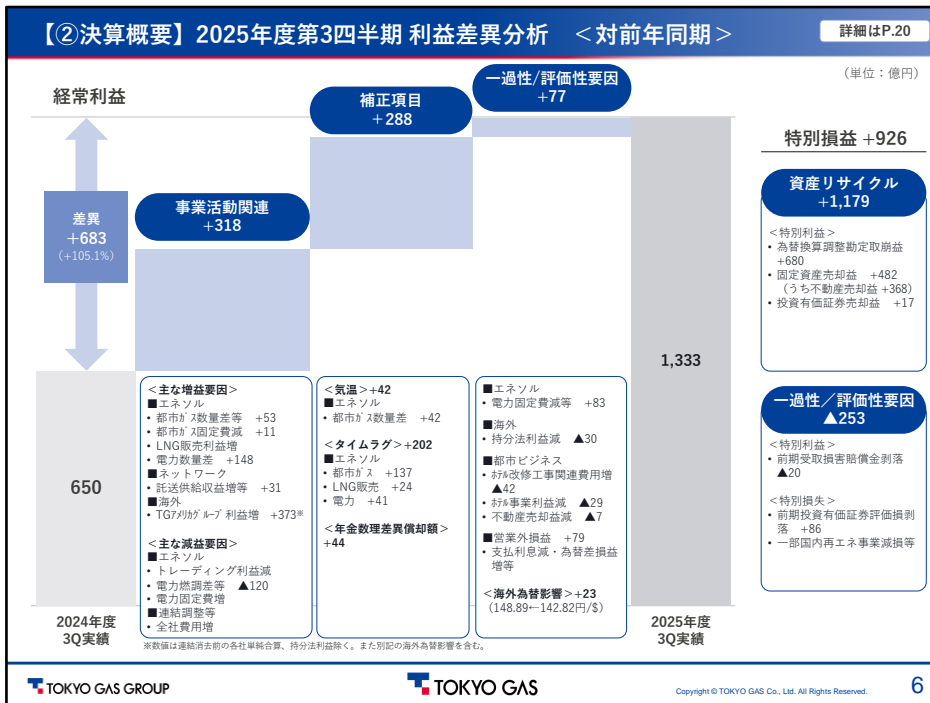 【②決算概要】2025年度第3四半期 利益差異分析 ＜対前年同期＞
詳細はP.20
（単位：億円）
経常利益
差異
+683
(+105.1%)
650
2024年度
3Q実績
事業活動関連
+318
＜主な増益要因＞
■エネソル
・都市ｶﾞｽ数量差等 +53
・都市ｶﾞｽ固定費減 +11
・LNG販売利益増
・電力数量差 +148
■ネットワーク
・託送供給収益増等 +31
■海外
・TGｱﾒﾘｶｸﾞﾙｰﾌﾟ利益増 +373※
＜主な減益要因＞
■エネソル
・トレーディング利益減
・電力燃調差等 ▲120
・電力固定費増
■連結調整等
・全社費用増
補正項目
+288
＜気温＞+42
■エネソル
・都市ガス数量差 +42
＜タイムラグ＞+202
■エネソル
・都市ガス +137
・LNG販売 +24
・電力 +41
＜年金数理差異償却額＞
+44
一過性/評価性要因
+77
■エネソル
・電力固定費減等 +83
■海外
・持分法利益減 ▲30
■都市ビジネス
・ﾎﾃﾙ改修工事関連費用増
▲42
・ﾎﾃﾙ事業利益減 ▲29
・不動産売却益減 ▲7
■営業外損益 +79
・支払利息減・為替差損益
増等
＜海外為替影響＞+23
（148.89←142.82円/$）
1,333
2025年度
3Q実績
特別損益 +926
資産リサイクル
+1,179
＜特別利益＞
・為替換算調整勘定取崩益
+680
・固定資産売却益 +482
（うち不動産売却益 +368）
・投資有価証券売却益 +17
一過性／評価性要因
▲253
＜特別利益＞
・前期受取損害賠償金剥落
▲20
＜特別損失＞
・前期投資有価証券評価損剥
落 +86
・一部国内再エネ事業減損等
※数値は連結消去前の各社単純合算、持分法利益除く。また別記の海外為替影響を含む。
TOKYO GAS GROUP
TOKYO GAS
Copyright © TOKYO GAS Co., Ltd. All Rights Reserved.
6